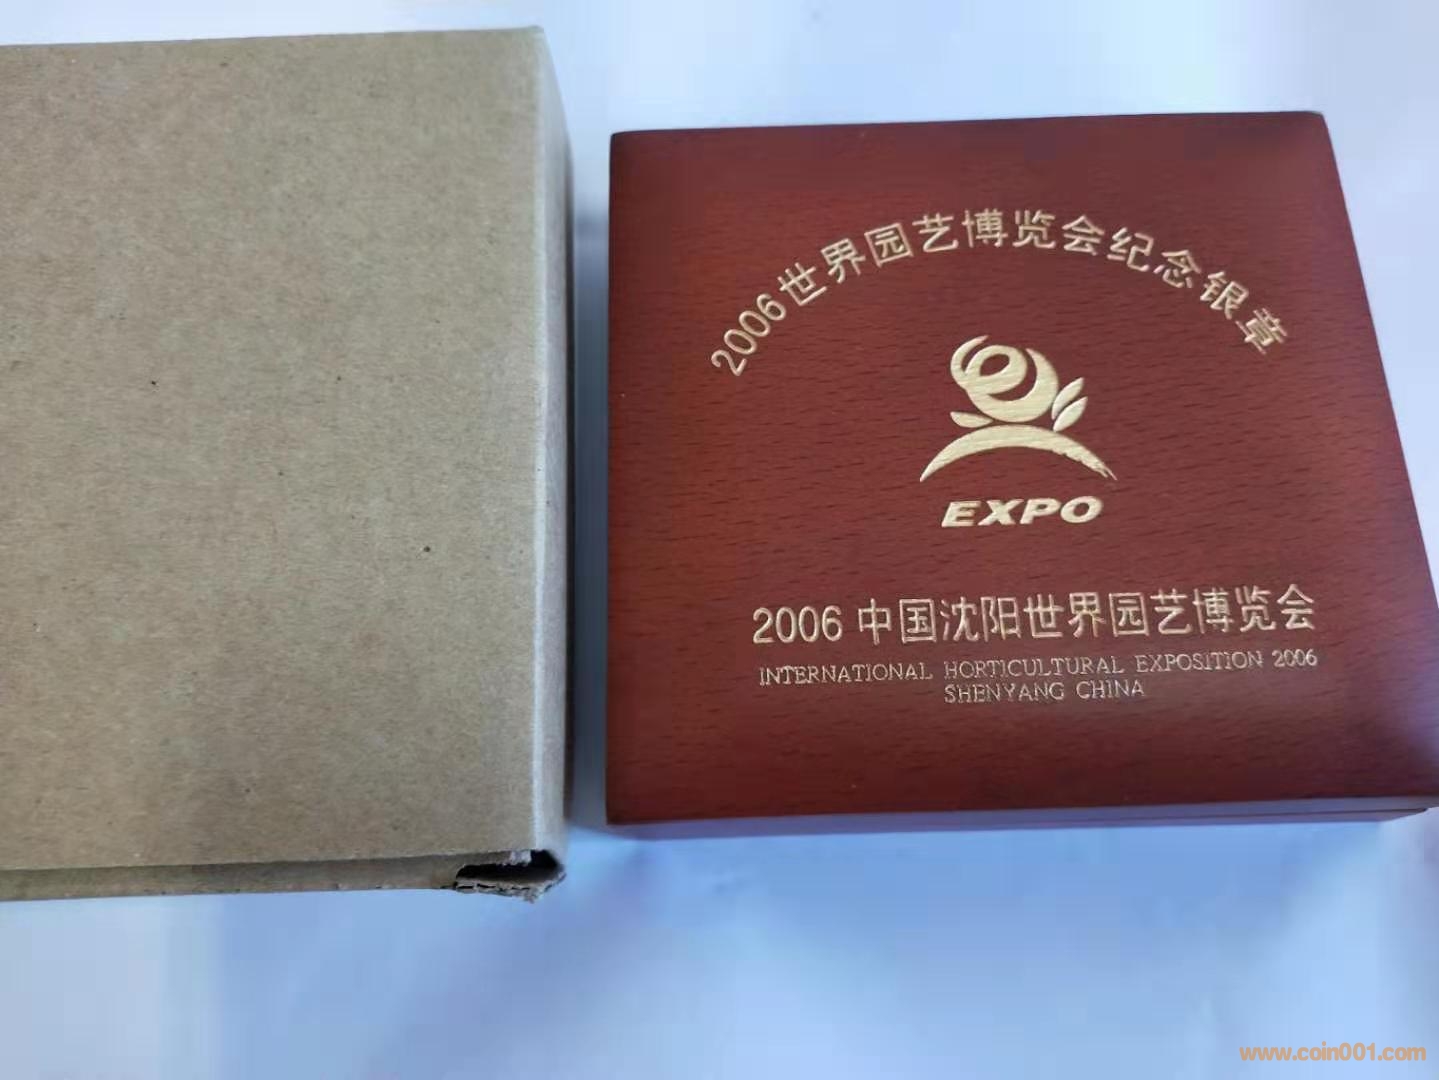 2006世界园艺博览会纪念银章
EXPO
2006 中国沈阳世界园艺博览会
INTERNATIONAL HORTICULTURAL EXPOSITION 2006
SHENYANG CHINA
www.coin001.com